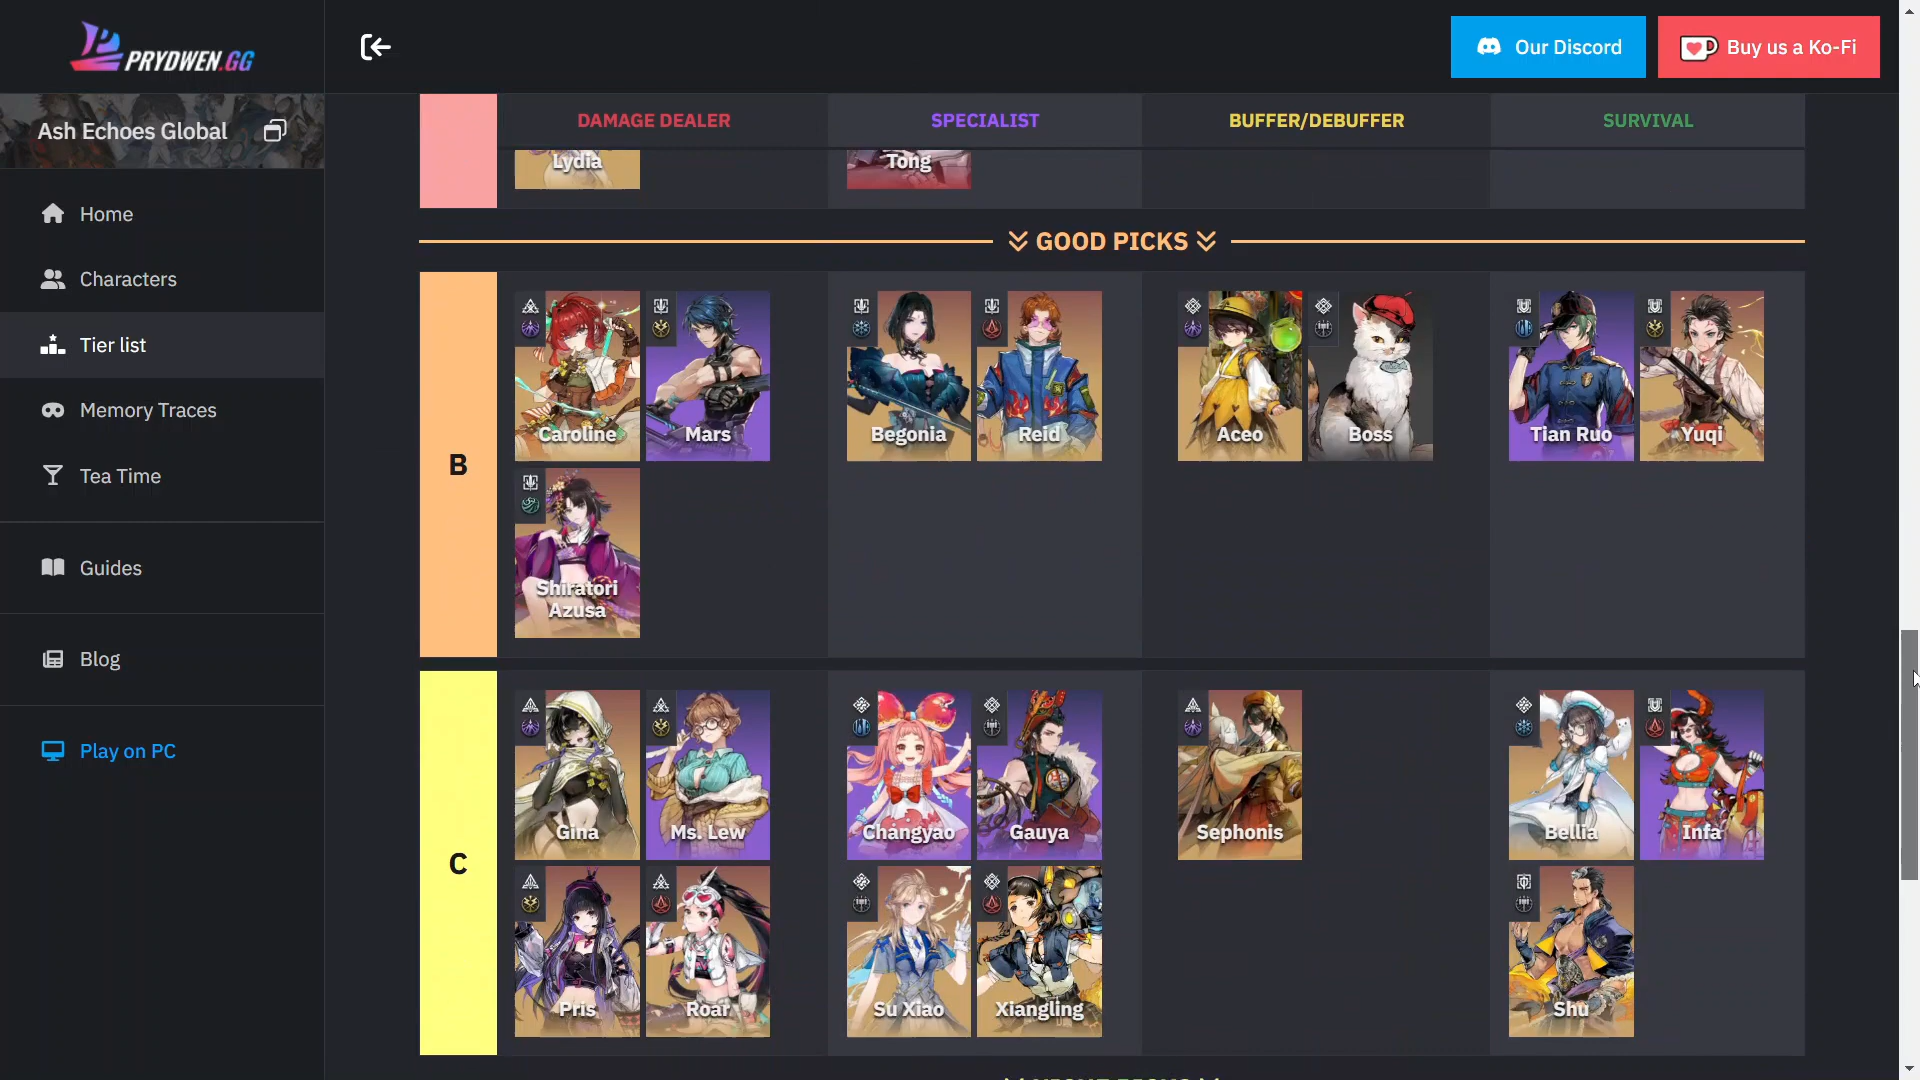 PRYDWEN.GG
Our Discord
Buy us a Ko-Fi
Ash Echoes Global
Home
Characters
Tier list
Memory Traces
Tea Time
Guides
Blog
Play on PC
DAMAGE DEALER
SPECIALIST
BUFFER/DEBUFFER
SURVIVAL
Lydia
Tong
GOOD PICKS
B
Caroline
Mars
Begonia
Reid
Aceo
Boss
Tian Ruo
Yuqi
Shiratori
Azusa
C
Gina
Ms. Lew
Changyao
Gauya
Sephonis
Bellia
Infa
Pris
Roar
Su Xiao
Xiangling
Shu